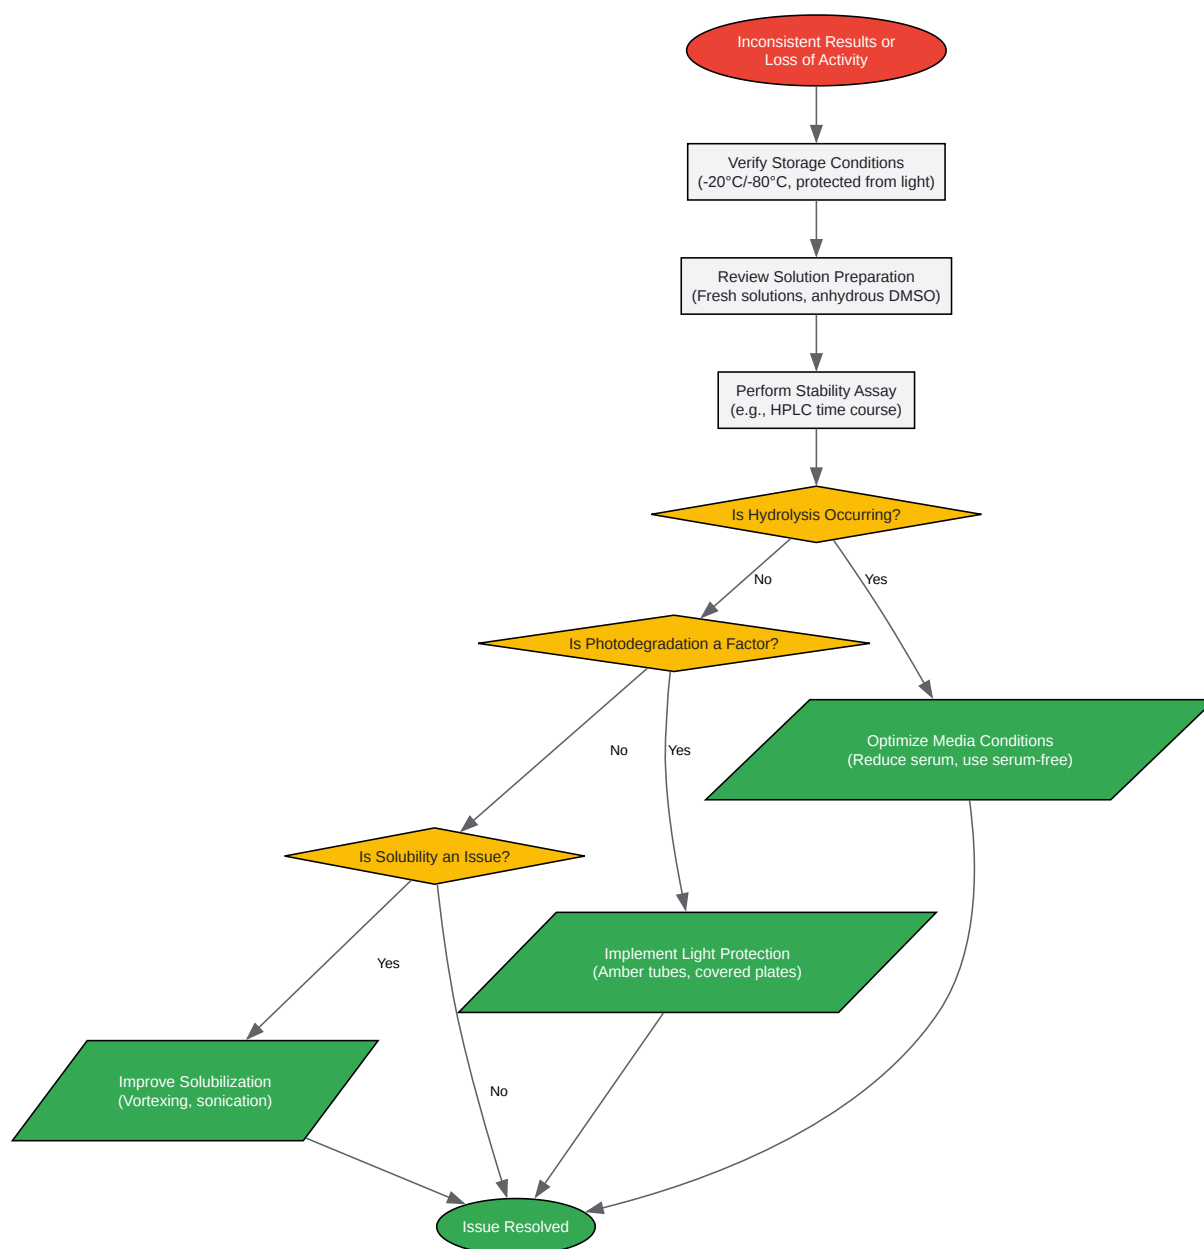 Inconsistent Results or
Loss of Activity
Verify Storage Conditions
(-20°C/-80°C, protected from light)
Review Solution Preparation
(Fresh solutions, anhydrous DMSO)
Perform Stability Assay
(e.g., HPLC time course)
Is Hydrolysis Occurring?
No
Yes
Is Photodegradation a Factor?
Optimize Media Conditions
(Reduce serum, use serum-free)
No
Yes
Is Solubility an Issue?
Implement Light Protection
(Amber tubes, covered plates)
Yes
No
Improve Solubilization
(Vortexing, sonication)
Issue Resolved